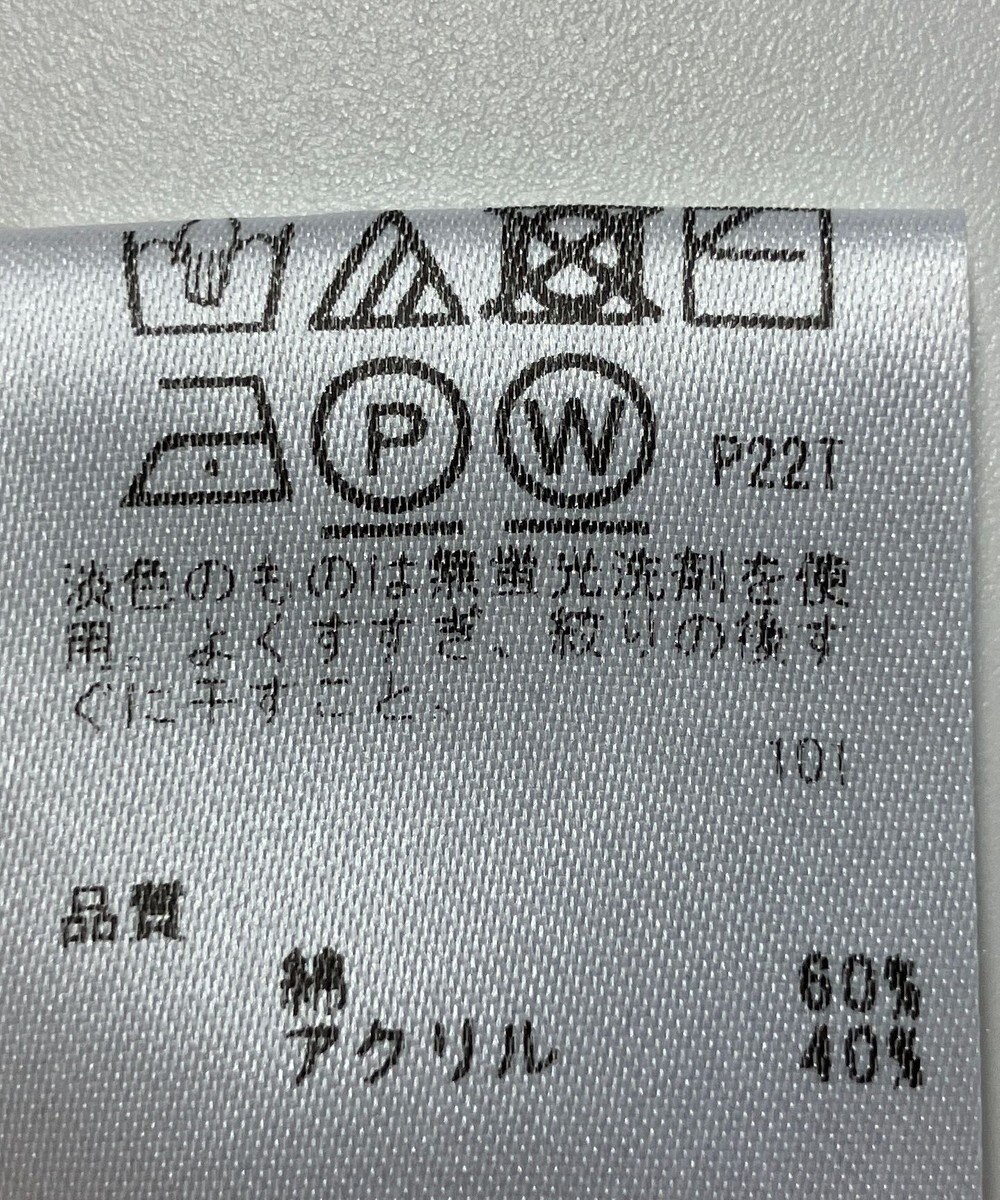 P
W
P22T
淡色のものは無蛍光洗剤を使
用。よくすすぎ、絞りの後す
ぐに干すこと。
101
品質
綿 60%
アクリル 40%